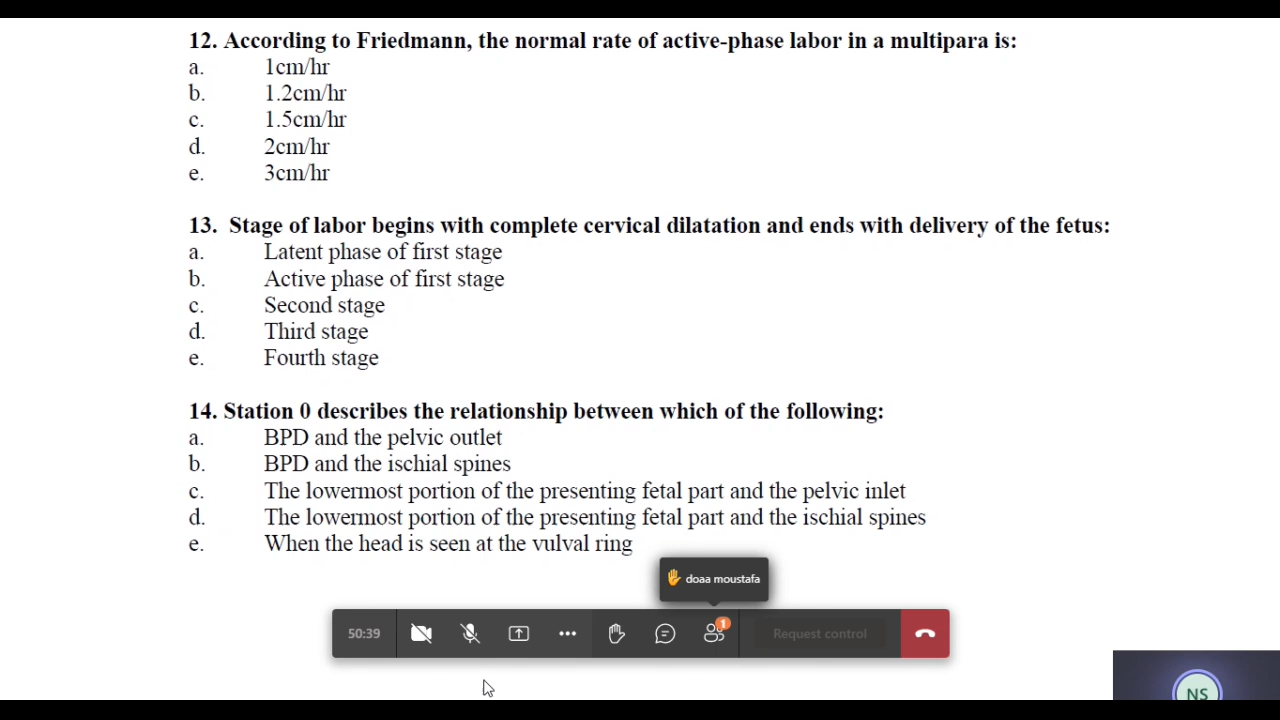 12. According to Friedmann, the normal rate of active-phase labor in a multipara is:
a. 1cm/hr
b. 1.2cm/hr
c. 1.5cm/hr
d. 2cm/hr
e. 3cm/hr
13. Stage of labor begins with complete cervical dilatation and ends with delivery of the fetus:
a. Latent phase of first stage
b. Active phase of first stage
c. Second stage
d. Third stage
e. Fourth stage
14. Station 0 describes the relationship between which of the following:
a. BPD and the pelvic outlet
b. BPD and the ischial spines
c. The lowermost portion of the presenting fetal part and the pelvic inlet
d. The lowermost portion of the presenting fetal part and the ischial spines
e. When the head is seen at the vulval ring
doaa moustafa
50:39
1
Request control
NS